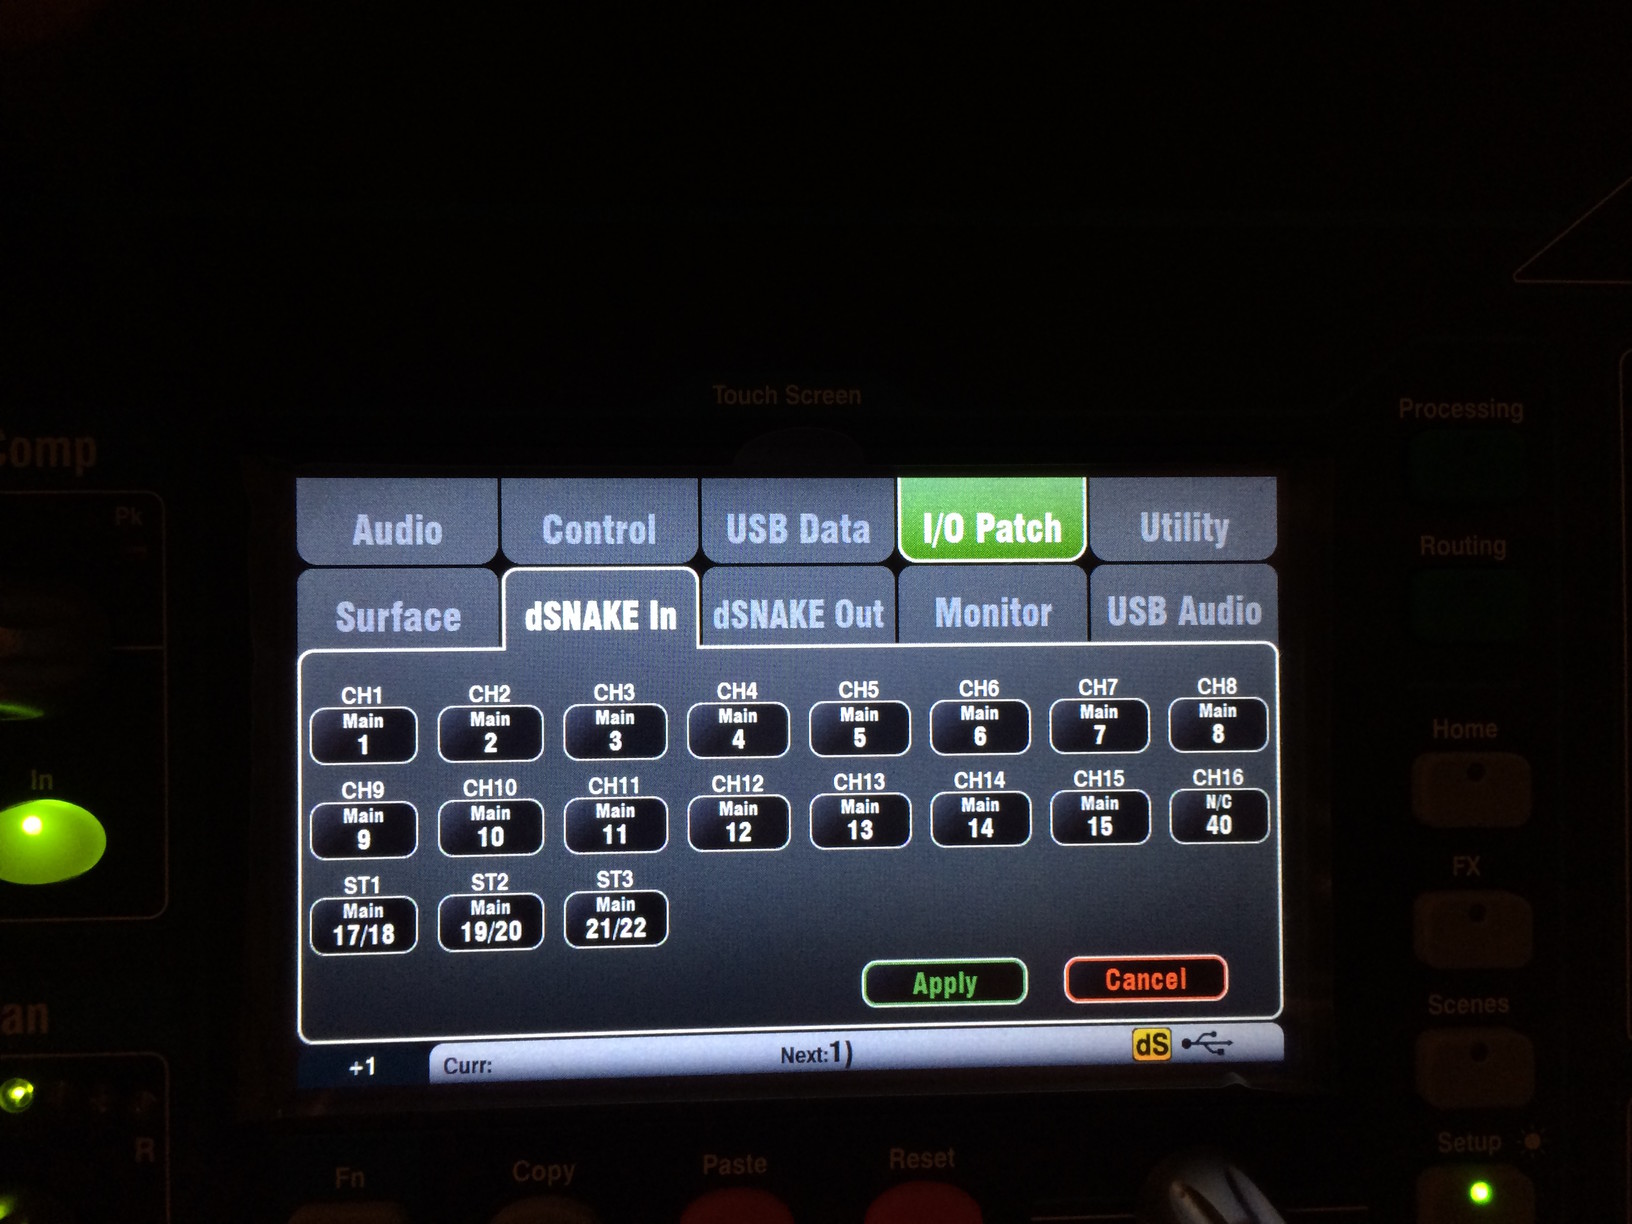 Touch Screen
Processing
Comp
Pk
Audio
Control
USB Data
I/O Patch
Utility
Routing
Surface
dSNAKE In
dSNAKE Out
Monitor
USB Audio
CH1
CH2
CH3
CH4
CH5
CH6
CH7
CH8
Main
1
Main
2
Main
3
Main
4
Main
5
Main
6
Main
7
Main
8
Home
In
CH9
CH10
CH11
CH12
CH13
CH14
CH15
CH16
Main
9
Main
10
Main
11
Main
12
Main
13
Main
14
Main
15
N/C
40
FX
ST1
ST2
ST3
Main
17/18
Main
19/20
Main
21/22
Apply
Cancel
Scenes
an
+1
Curr:
Next:1)
dS
R
Setup
Fn
Copy
Paste
Reset